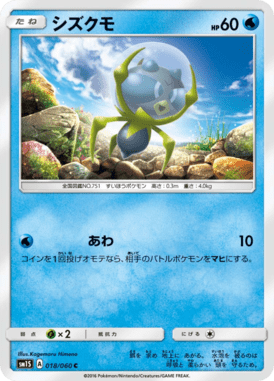 たね シズクモ HP60
全国図鑑NO.751 すいほうポケモン 高さ:0.3m 重さ:4.0kg
あわ 10
コインを1回投げオモテなら、相手のバトルポケモンをマヒにする。
弱点 ×2 抵抗力 にげる
Illus. Kagemaru Himeno
sm1S A 018/060 C
©2016 Pokémon/Nintendo/Creatures/GAME FREAK.